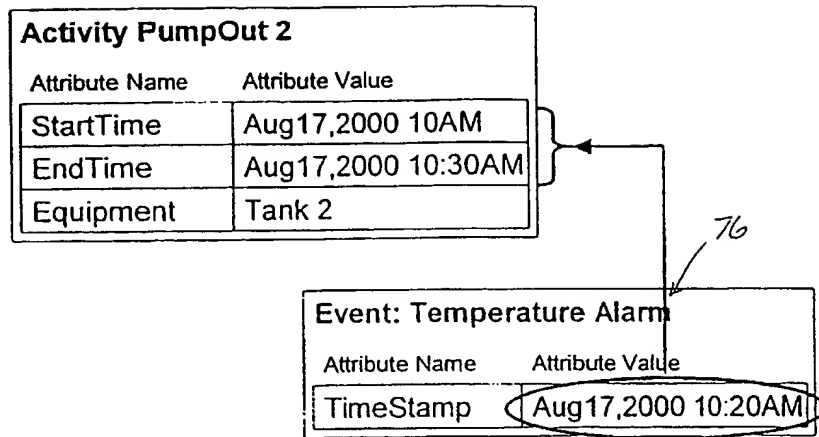 Activity PumpOut 2
Attribute Name Attribute Value
StartTime Aug17,2000 10AM
EndTime Aug17,2000 10:30AM
Equipment Tank 2
76
Event: Temperature Alarm
Attribute Name Attribute Value
TimeStamp Aug17,2000 10:20AM